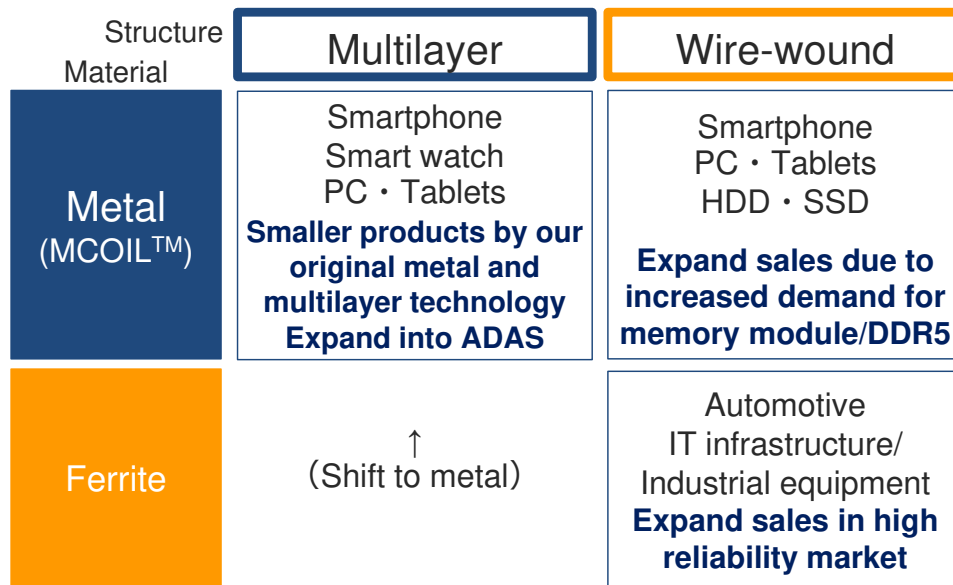 Structure
Material
Multilayer
Wire-wound
Metal
(MCOIL™)
Smartphone
Smart watch
PC・Tablets
Smaller products by our
original metal and
multilayer technology
Expand into ADAS
Smartphone
PC・Tablets
HDD・SSD
Expand sales due to
increased demand for
memory module/DDR5
Ferrite
↑
（Shift to metal）
Automotive
IT infrastructure/
Industrial equipment
Expand sales in high
reliability market